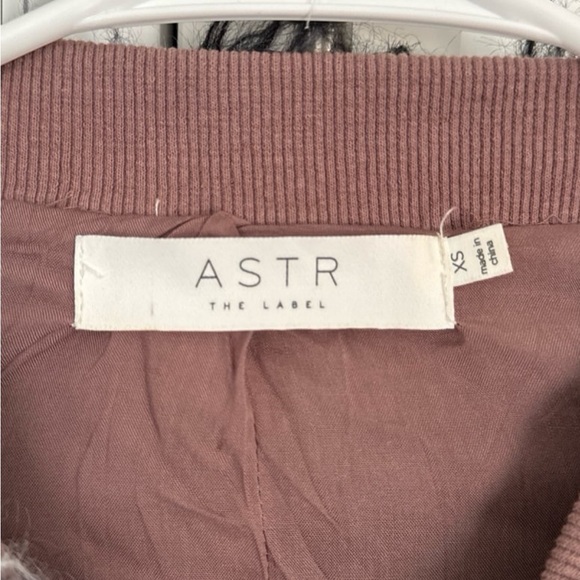 ASTR
THE LABEL
XS
made in
china